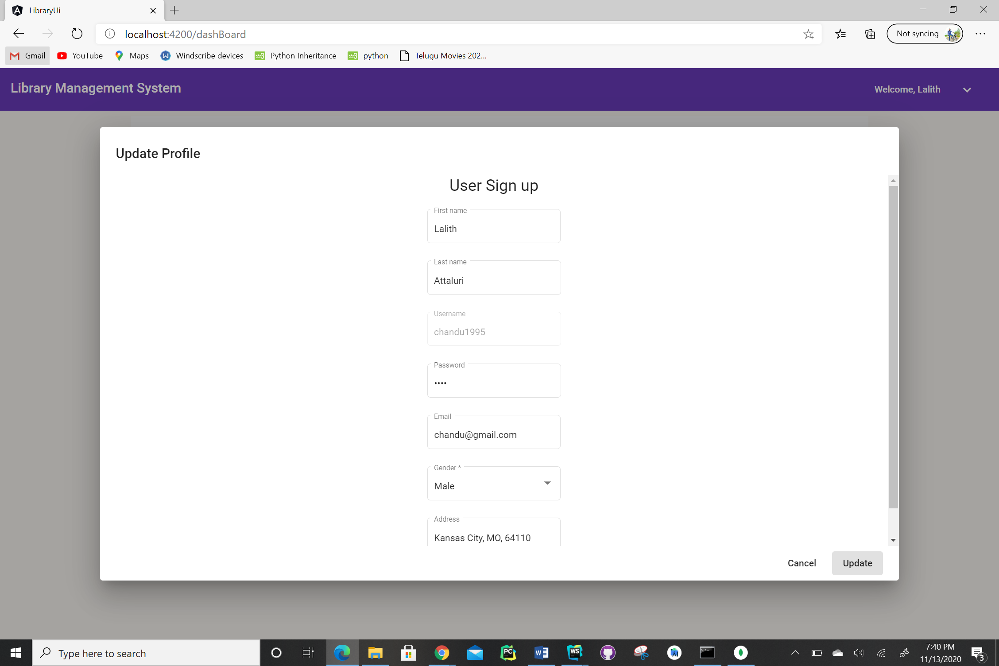 LibraryUi
localhost:4200/dashBoard
Not syncing
Gmail YouTube Maps Windscribe devices Python Inheritance python Telugu Movies 202...
Library Management System
Welcome, Lalith
Update Profile
User Sign up
First name
Lalith
Last name
Attaluri
Username
chandu1995
Password
••••
Email
chandu@gmail.com
Gender *
Male
Address
Kansas City, MO, 64110
Cancel Update
Type here to search
7:40 PM
11/13/2020
3